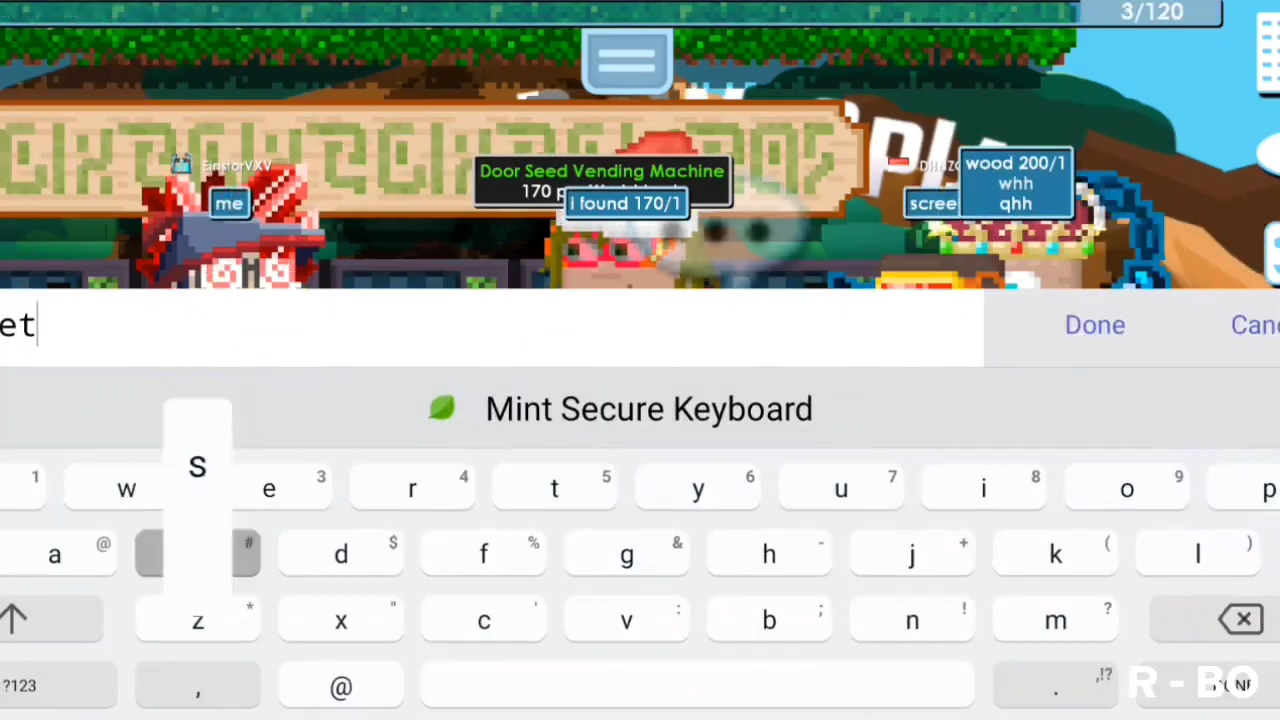 3/120
EinstorVXV
me
Door Seed Vending Machine
170 p
i found 170/1
wood 200/1
whh
qhh
scree
et
Done
Canc
Mint Secure Keyboard
s
1 w e 3 r 4 t 5 y 6 u 7 i 8 o 9 p
a @ # d $ f % g & h - j + k ( l )
z * x " c ' v : b ; n ! m ?
?123 , @ . ,!?
R - BO